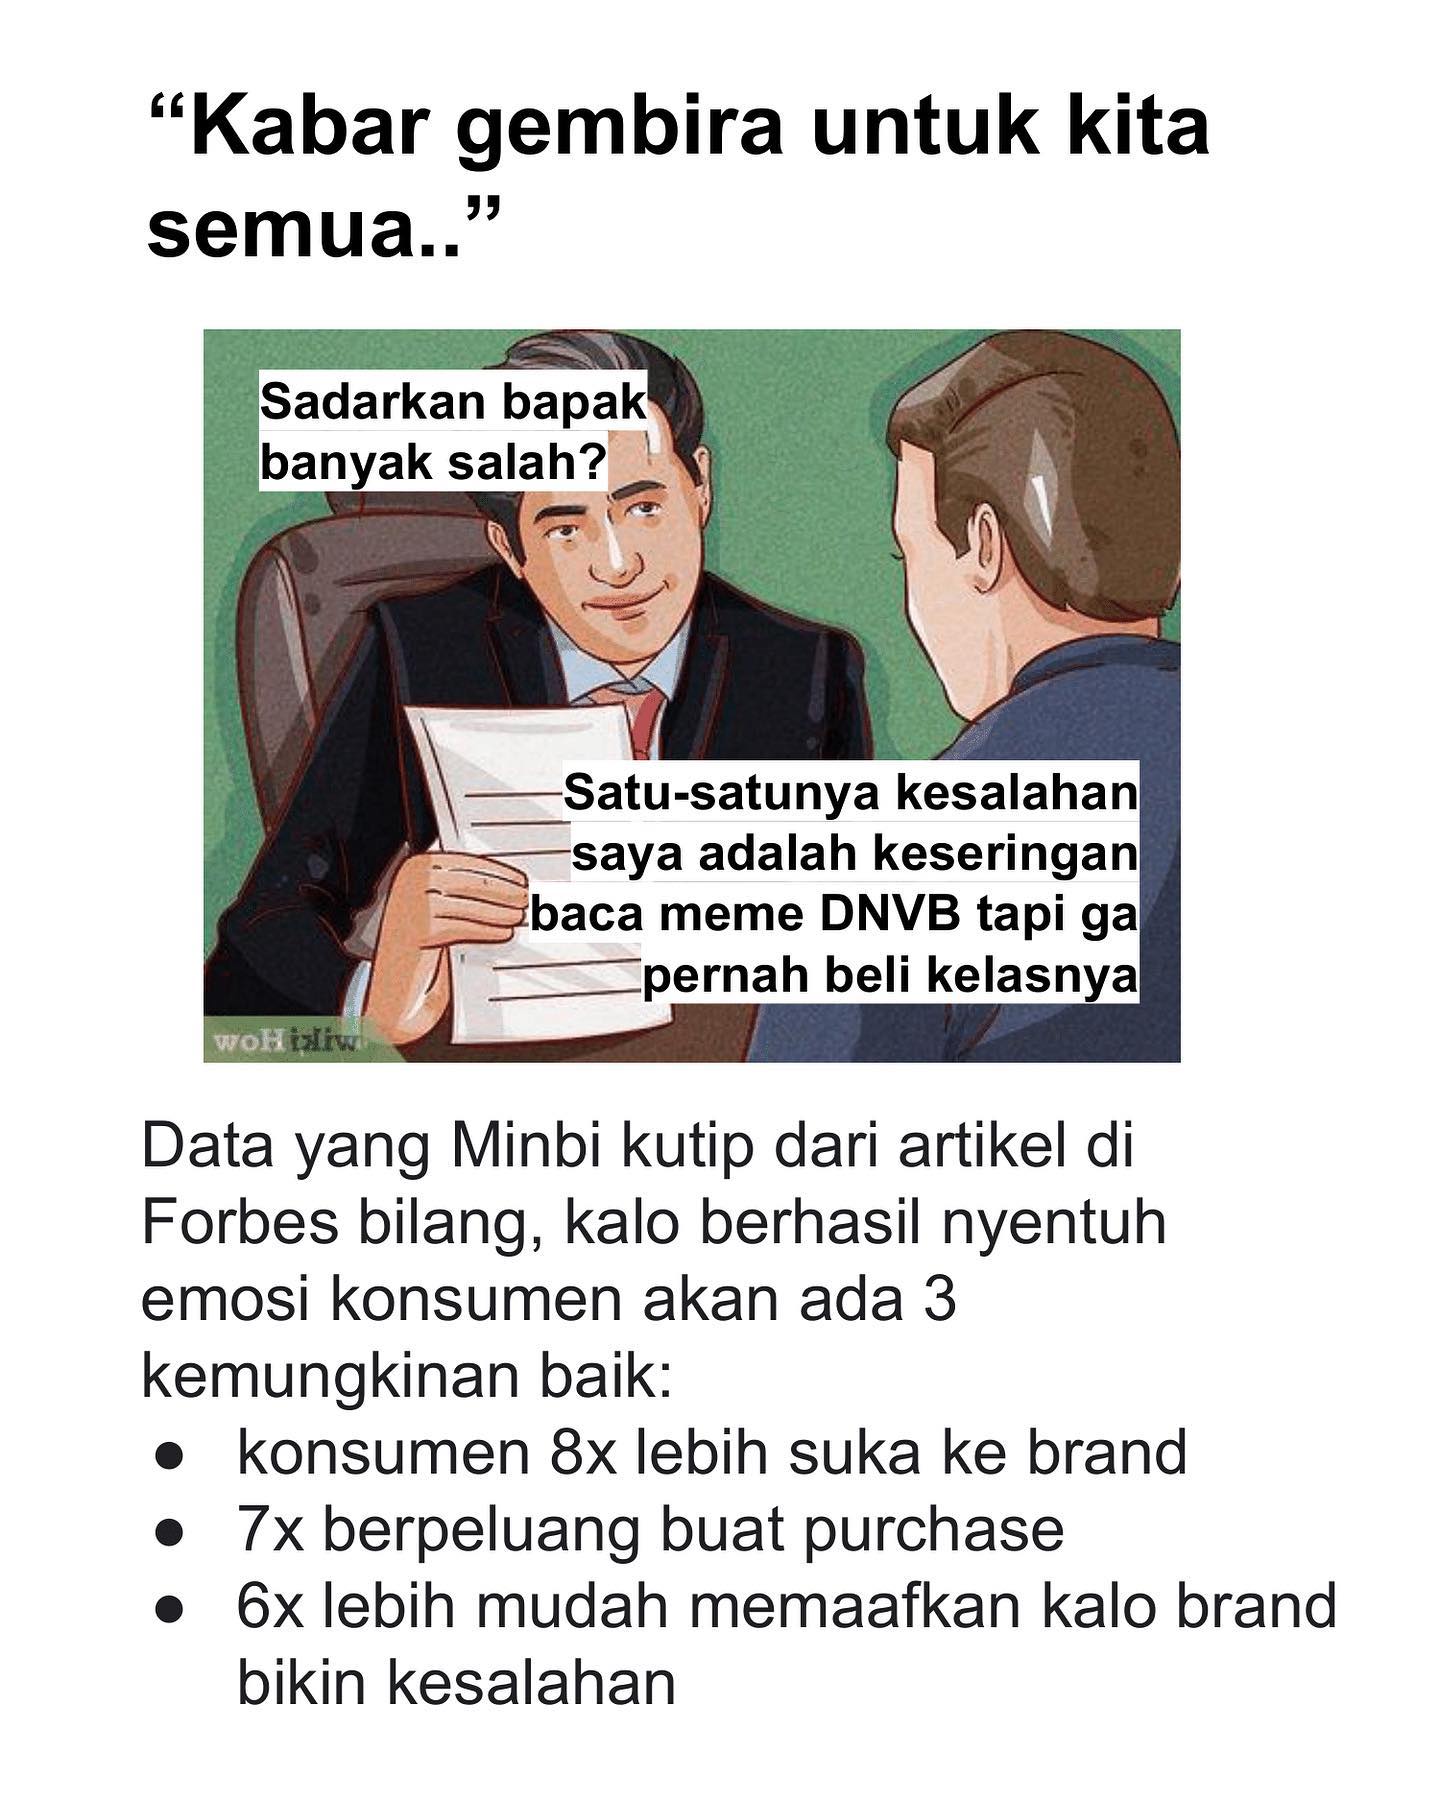 “Kabar gembira untuk kita
semua..”
Sadarkan bapak
banyak salah?
Satu-satunya kesalahan
saya adalah keseringan
baca meme DNVB tapi ga
pernah beli kelasnya
wikiHow
Data yang Minbi kutip dari artikel di
Forbes bilang, kalo berhasil nyentuh
emosi konsumen akan ada 3
kemungkinan baik:
● konsumen 8x lebih suka ke brand
● 7x berpeluang buat purchase
● 6x lebih mudah memaafkan kalo brand
bikin kesalahan